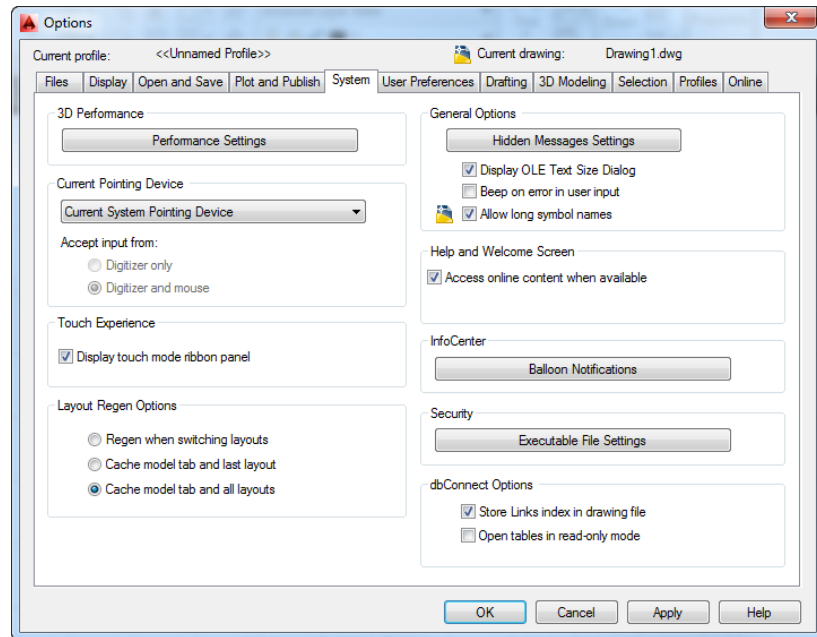 Options
Current profile: <<Unnamed Profile>> Current drawing: Drawing1.dwg
Files Display Open and Save Plot and Publish System User Preferences Drafting 3D Modeling Selection Profiles Online
3D Performance
Performance Settings
Current Pointing Device
Current System Pointing Device
Accept input from:
Digitizer only
Digitizer and mouse
Touch Experience
Display touch mode ribbon panel
Layout Regen Options
Regen when switching layouts
Cache model tab and last layout
Cache model tab and all layouts
General Options
Hidden Messages Settings
Display OLE Text Size Dialog
Beep on error in user input
Allow long symbol names
Help and Welcome Screen
Access online content when available
InfoCenter
Balloon Notifications
Security
Executable File Settings
dbConnect Options
Store Links index in drawing file
Open tables in read-only mode
OK Cancel Apply Help